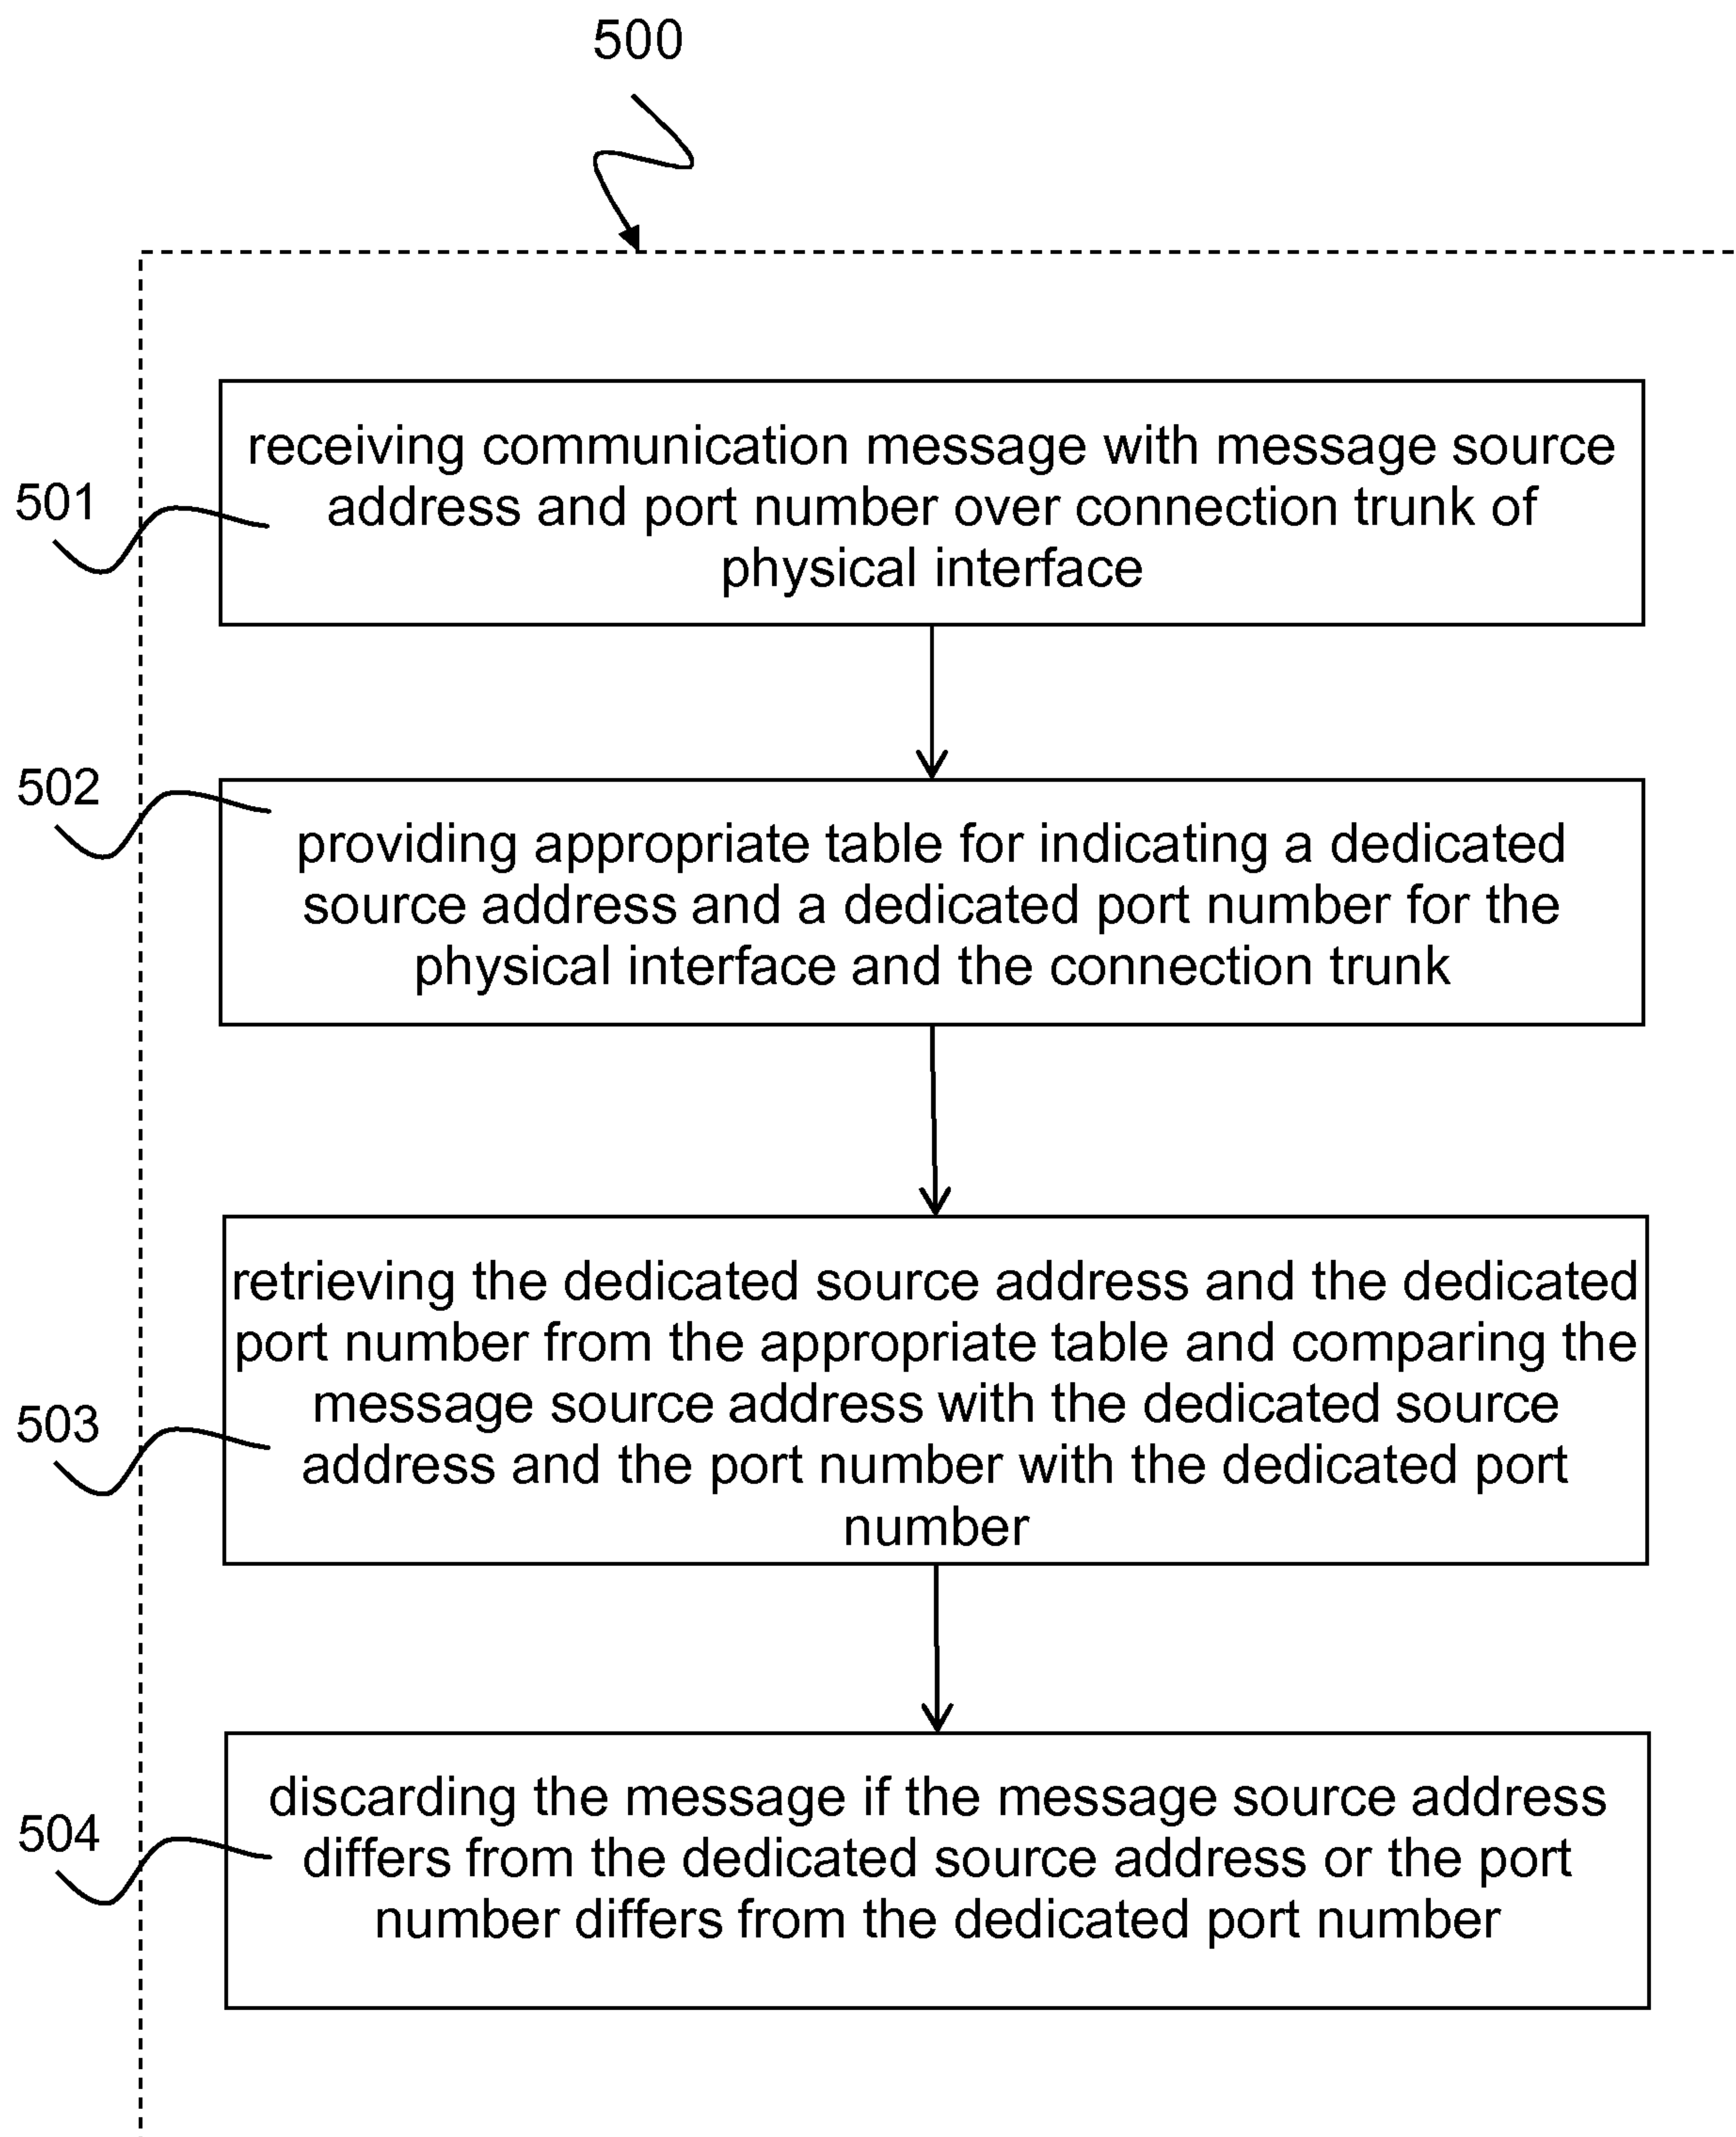 500
501
receiving communication message with message source
address and port number over connection trunk of
physical interface
502
providing appropriate table for indicating a dedicated
source address and a dedicated port number for the
physical interface and the connection trunk
503
retrieving the dedicated source address and the dedicated
port number from the appropriate table and comparing the
message source address with the dedicated source
address and the port number with the dedicated port
number
504
discarding the message if the message source address
differs from the dedicated source address or the port
number differs from the dedicated port number